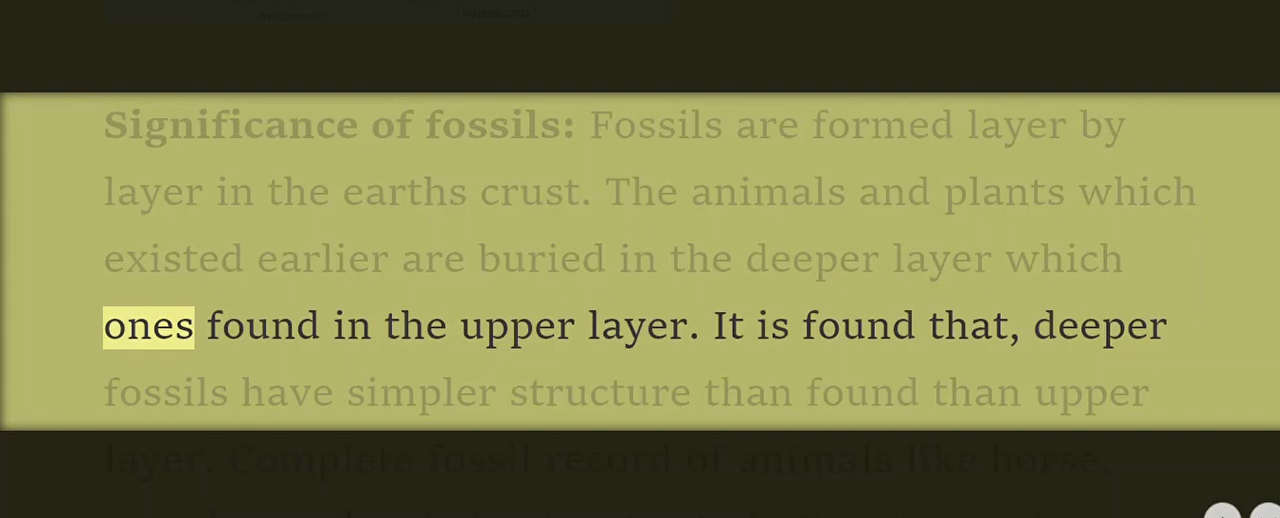 Significance of fossils: Fossils are formed layer by
layer in the earths crust. The animals and plants which
existed earlier are buried in the deeper layer which
ones found in the upper layer. It is found that, deeper
fossils have simpler structure than found than upper
layer. Complete fossil record of animals like horse,